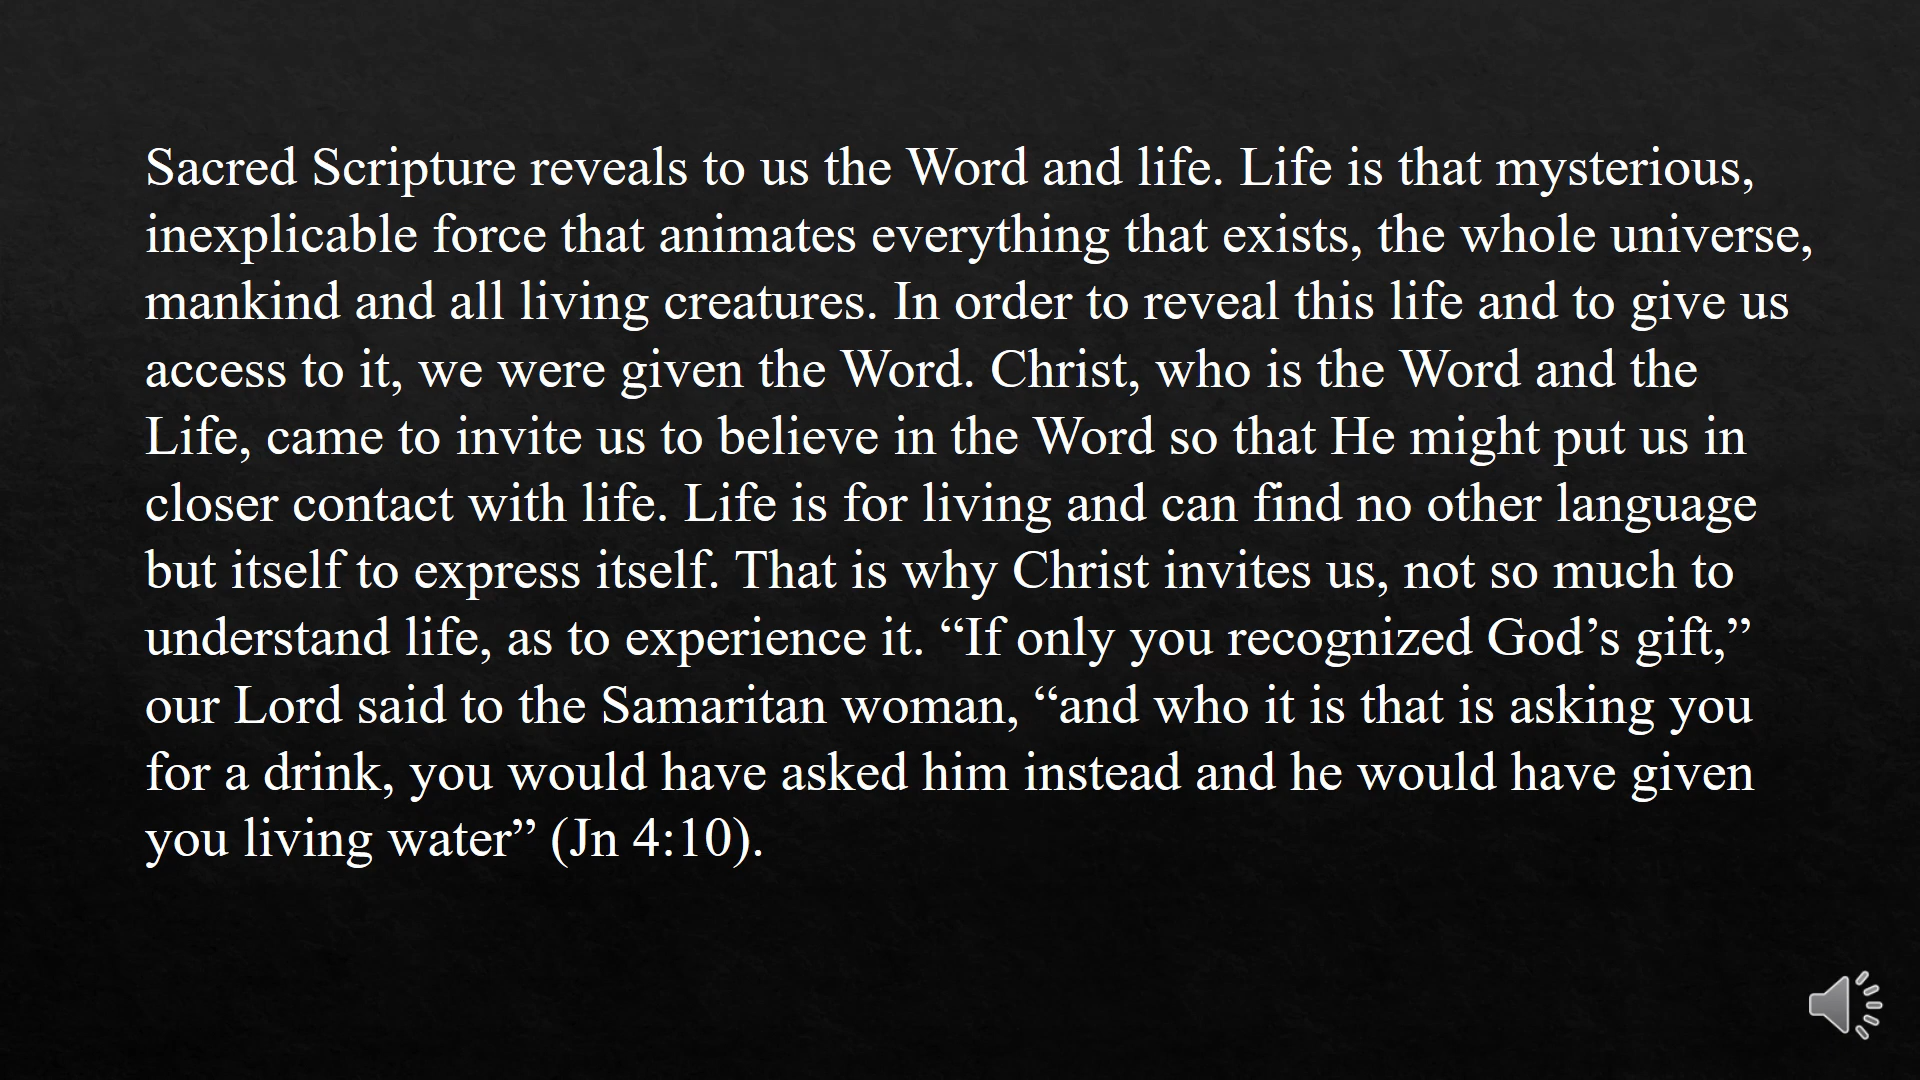 Sacred Scripture reveals to us the Word and life. Life is that mysterious,
inexplicable force that animates everything that exists, the whole universe,
mankind and all living creatures. In order to reveal this life and to give us
access to it, we were given the Word. Christ, who is the Word and the
Life, came to invite us to believe in the Word so that He might put us in
closer contact with life. Life is for living and can find no other language
but itself to express itself. That is why Christ invites us, not so much to
understand life, as to experience it. “If only you recognized God’s gift,”
our Lord said to the Samaritan woman, “and who it is that is asking you
for a drink, you would have asked him instead and he would have given
you living water” (Jn 4:10).